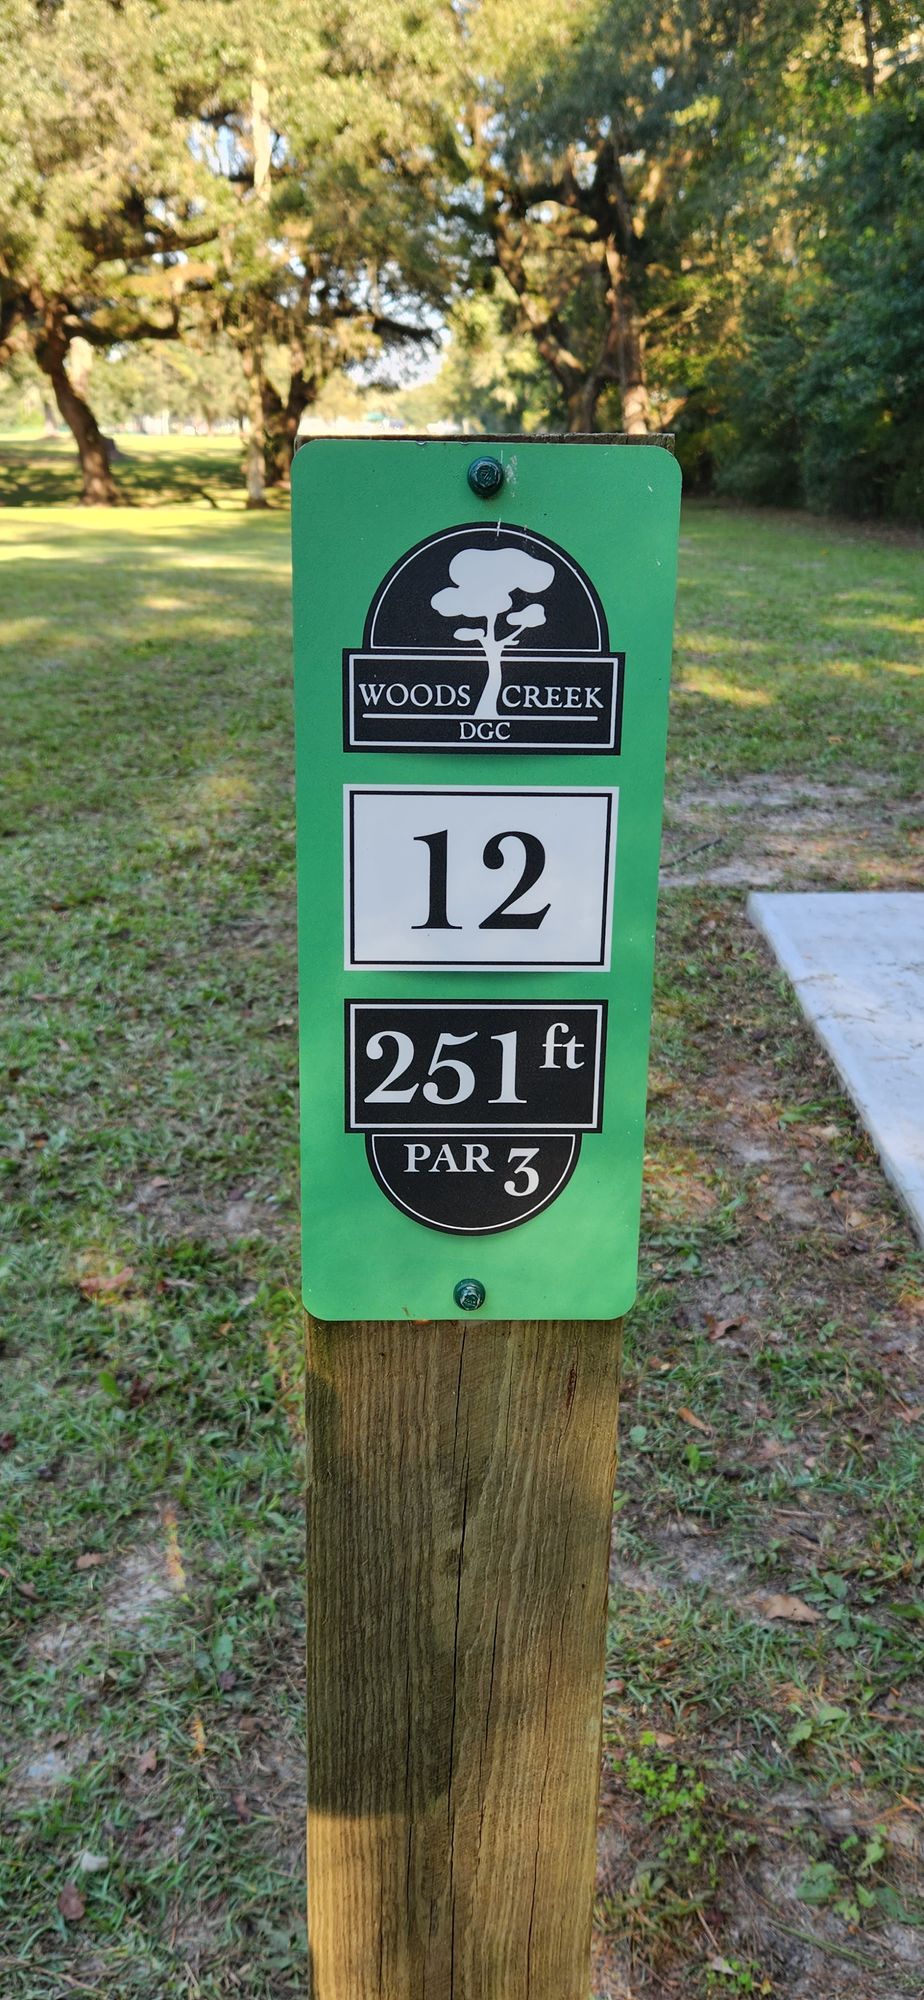 WOODS CREEK
DGC
12
251 ft
PAR 3